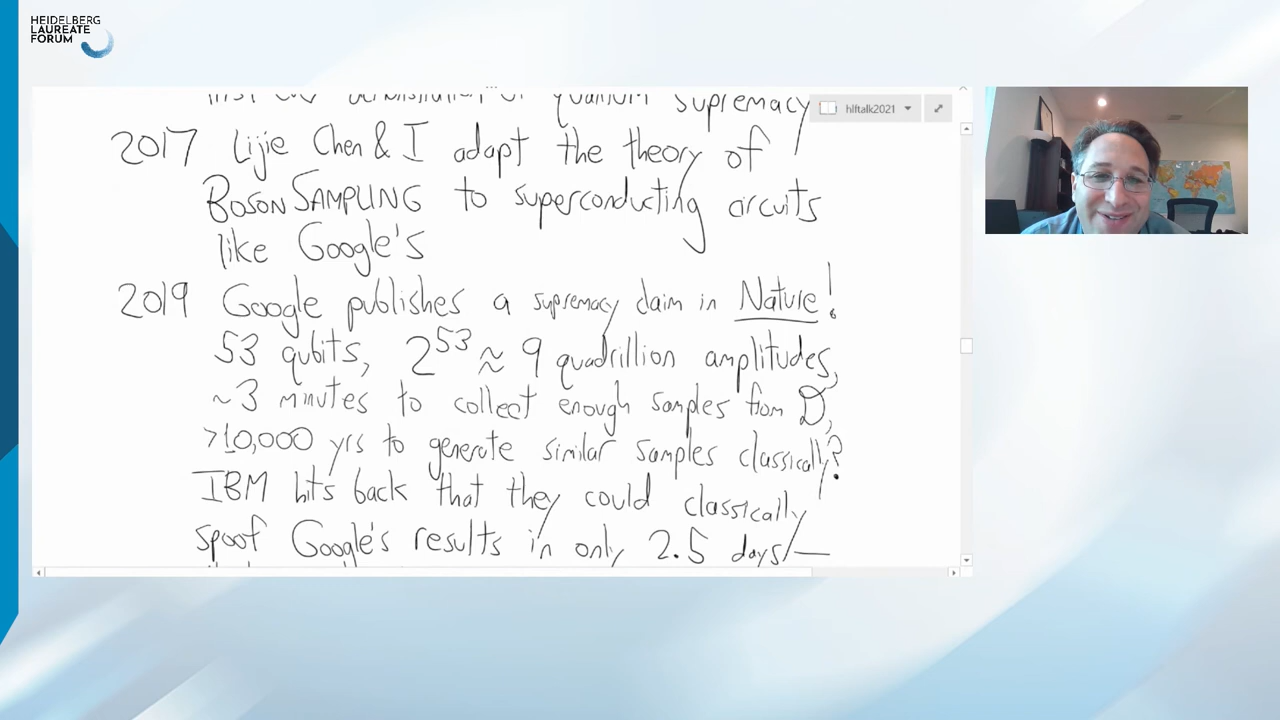 HEIDELBERG
LAUREATE
FORUM
hlftalk2021
quantum supremacy
2017 Lijie Chen & I adapt the theory of
BOSONSAMPLING to superconducting circuits
like Google's
2019 Google publishes a supremacy claim in Nature!
53 qubits, 2^53 ≈ 9 quadrillion amplitudes,
~3 minutes to collect enough samples from D,
>10,000 yrs to generate similar samples classically?
IBM hits back that they could classically
spoof Google's results in only 2.5 days—